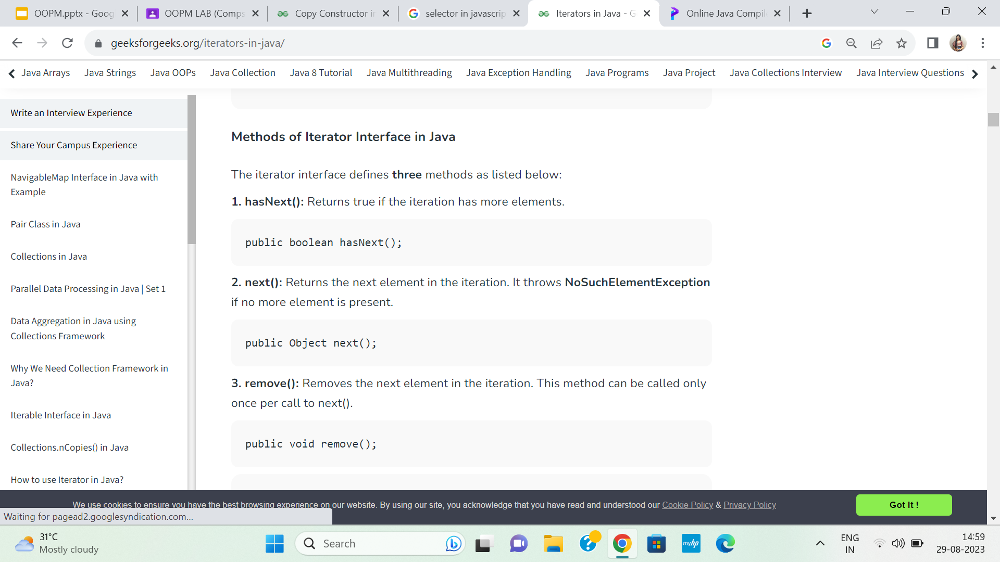 OOPM.pptx - Goog
OOPM LAB (Comps
Copy Constructor in
selector in javascrip
Iterators in Java - G
Online Java Compil
geeksforgeeks.org/iterators-in-java/
Java Arrays Java Strings Java OOPs Java Collection Java 8 Tutorial Java Multithreading Java Exception Handling Java Programs Java Project Java Collections Interview Java Interview Questions
Write an Interview Experience
Share Your Campus Experience
NavigableMap Interface in Java with
Example
Pair Class in Java
Collections in Java
Parallel Data Processing in Java | Set 1
Data Aggregation in Java using
Collections Framework
Why We Need Collection Framework in
Java?
Iterable Interface in Java
Collections.nCopies() in Java
How to use Iterator in Java?
Methods of Iterator Interface in Java
The iterator interface defines three methods as listed below:
1. hasNext(): Returns true if the iteration has more elements.
public boolean hasNext();
2. next(): Returns the next element in the iteration. It throws NoSuchElementException
if no more element is present.
public Object next();
3. remove(): Removes the next element in the iteration. This method can be called only
once per call to next().
public void remove();
We use cookies to ensure you have the best browsing experience on our website. By using our site, you acknowledge that you have read and understood our Cookie Policy & Privacy Policy
Got It !
Waiting for pagead2.googlesyndication.com...
31°C
Mostly cloudy
Search
myhp
ENG
IN
14:59
29-08-2023